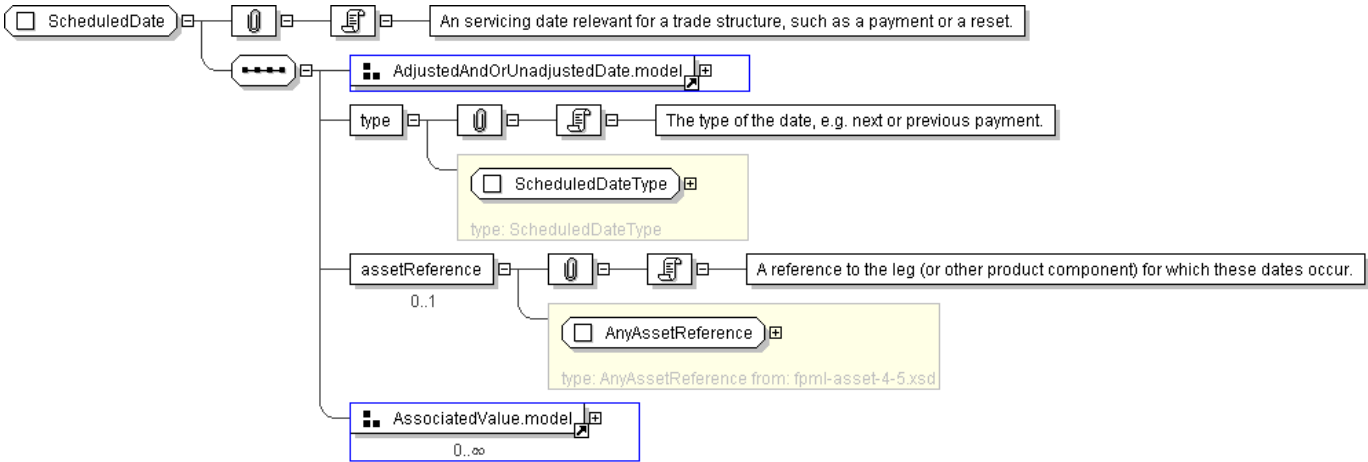 ScheduledDate
An servicing date relevant for a trade structure, such as a payment or a reset.
AdjustedAndOrUnadjustedDate.model
type
The type of the date, e.g. next or previous payment.
ScheduledDateType
type: ScheduledDateType
assetReference
A reference to the leg (or other product component) for which these dates occur.
0..1
AnyAssetReference
type: AnyAssetReference from: fpml-asset-4-5.xsd
AssociatedValue.model
0..∞